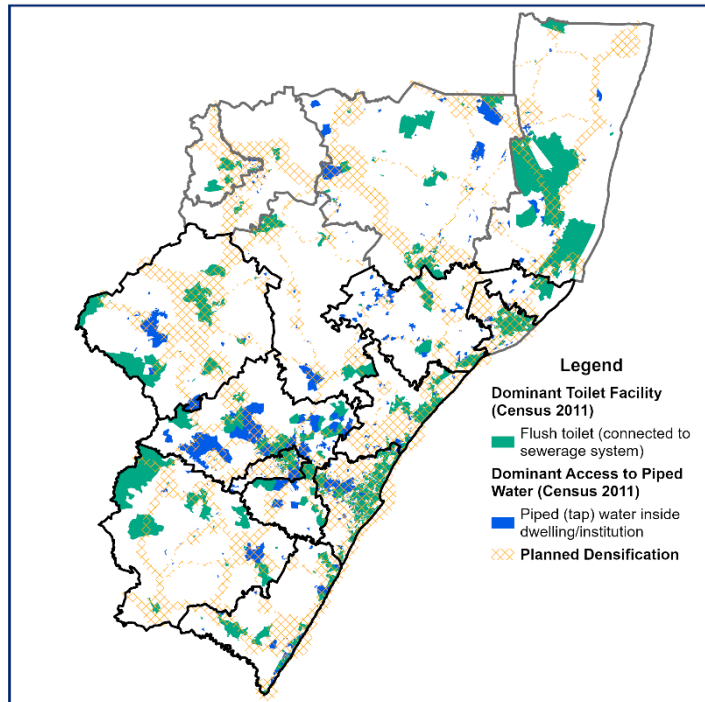 Legend
Dominant Toilet Facility
(Census 2011)
Flush toilet (connected to
sewerage system)
Dominant Access to Piped
Water (Census 2011)
Piped (tap) water inside
dwelling/institution
Planned Densification